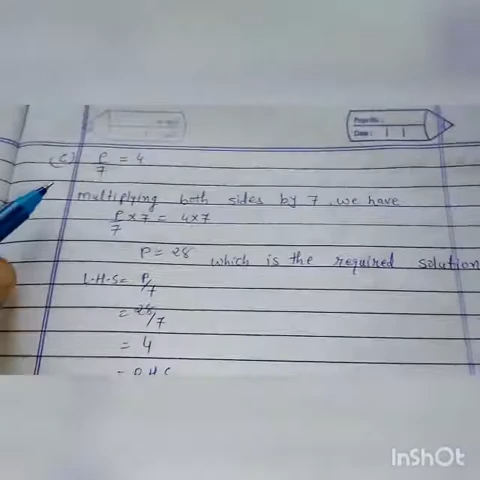 Page No.
Date:
(c) P/7 = 4
multiplying both sides by 7, we have
P/7 × 7 = 4×7
P = 28 which is the required solution
L.H.S = P/7
= 28/7
= 4
InShOt